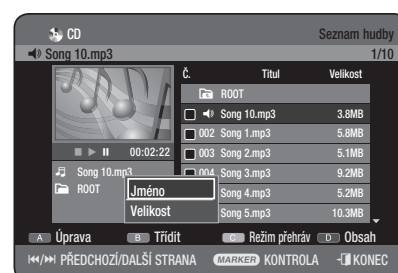 CD Seznam hudby
Song 10.mp3 1/10
Č. Titul Velikost
ROOT
Song 10.mp3 3.8MB
002 Song 1.mp3 5.8MB
00:02:22 003 Song 2.mp3 5.1MB
Song 10.mp3 004 Song 3.mp3 9.2MB
ROOT Jméno Song 4.mp3 5.2MB
Velikost Song 5.mp3 10.3MB
A Úprava B Třídit C Režim přehráv D Obsah
PŘEDCHOZÍ/DALŠÍ STRANA MARKER KONTROLA KONEC